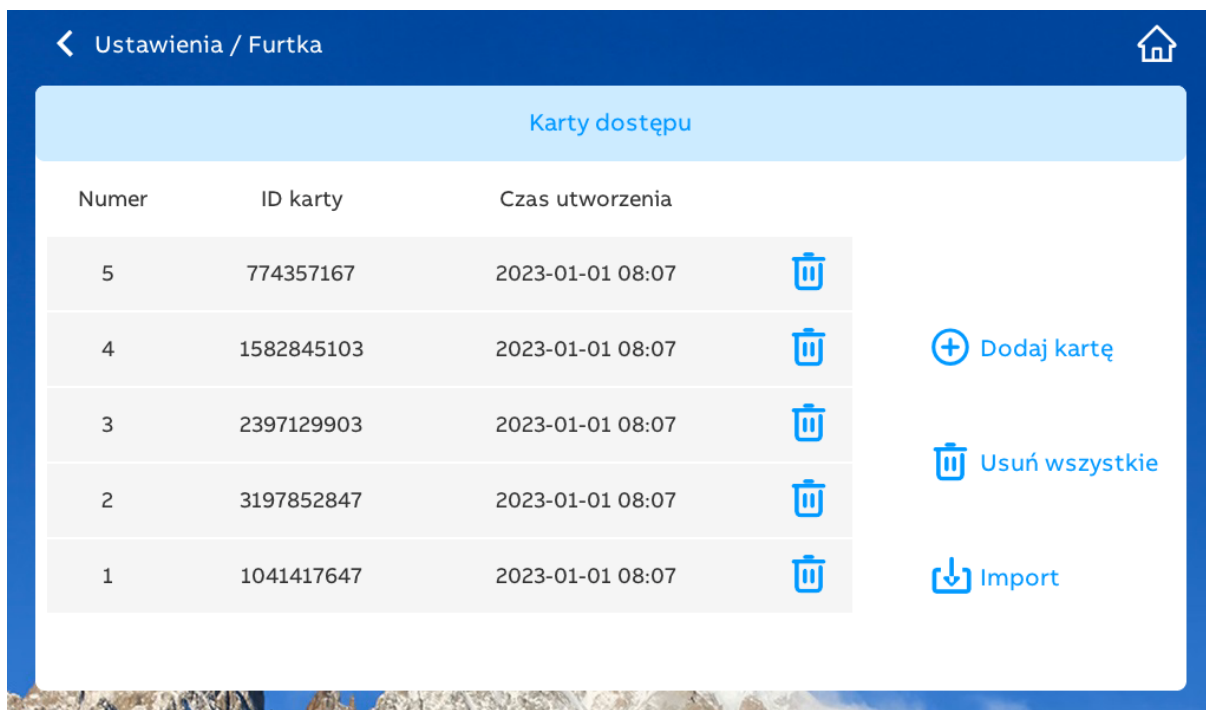 Ustawienia / Furtka
Karty dostępu
Numer ID karty Czas utworzenia
5 774357167 2023-01-01 08:07
4 1582845103 2023-01-01 08:07
Dodaj kartę
3 2397129903 2023-01-01 08:07
Usuń wszystkie
2 3197852847 2023-01-01 08:07
1 1041417647 2023-01-01 08:07
Import